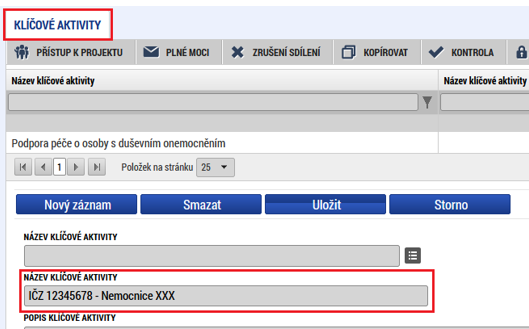 KLÍČOVÉ AKTIVITY
PŘÍSTUP K PROJEKTU PLNÉ MOCI ZRUŠENÍ SDÍLENÍ KOPÍROVAT KONTROLA
Název klíčové aktivity Název klíčové aktivity
Podpora péče o osoby s duševním onemocněním
1 Položek na stránku 25
Nový záznam Smazat Uložit Storno
NÁZEV KLÍČOVÉ AKTIVITY
NÁZEV KLÍČOVÉ AKTIVITY
IČZ 12345678 - Nemocnice XXX
POPIS KLÍČOVÉ AKTIVITY